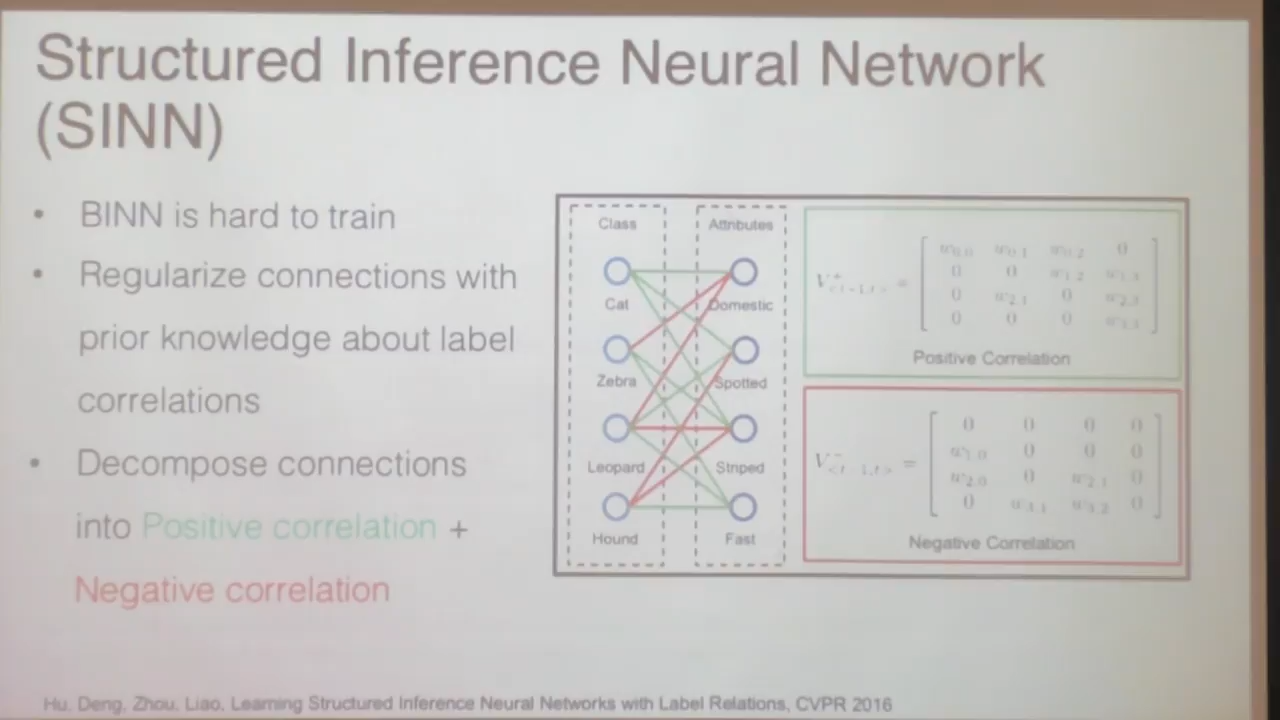 Structured Inference Neural Network
(SINN)
• BINN is hard to train
• Regularize connections with
prior knowledge about label
correlations
• Decompose connections
into Positive correlation +
Negative correlation
Class
Attributes
Cat
Domestic
Zebra
Spotted
Leopard
Striped
Hound
Fast
Positive Correlation
Negative Correlation
Hu, Deng, Zhou, Liao, Learning Structured Inference Neural Networks with Label Relations, CVPR 2016